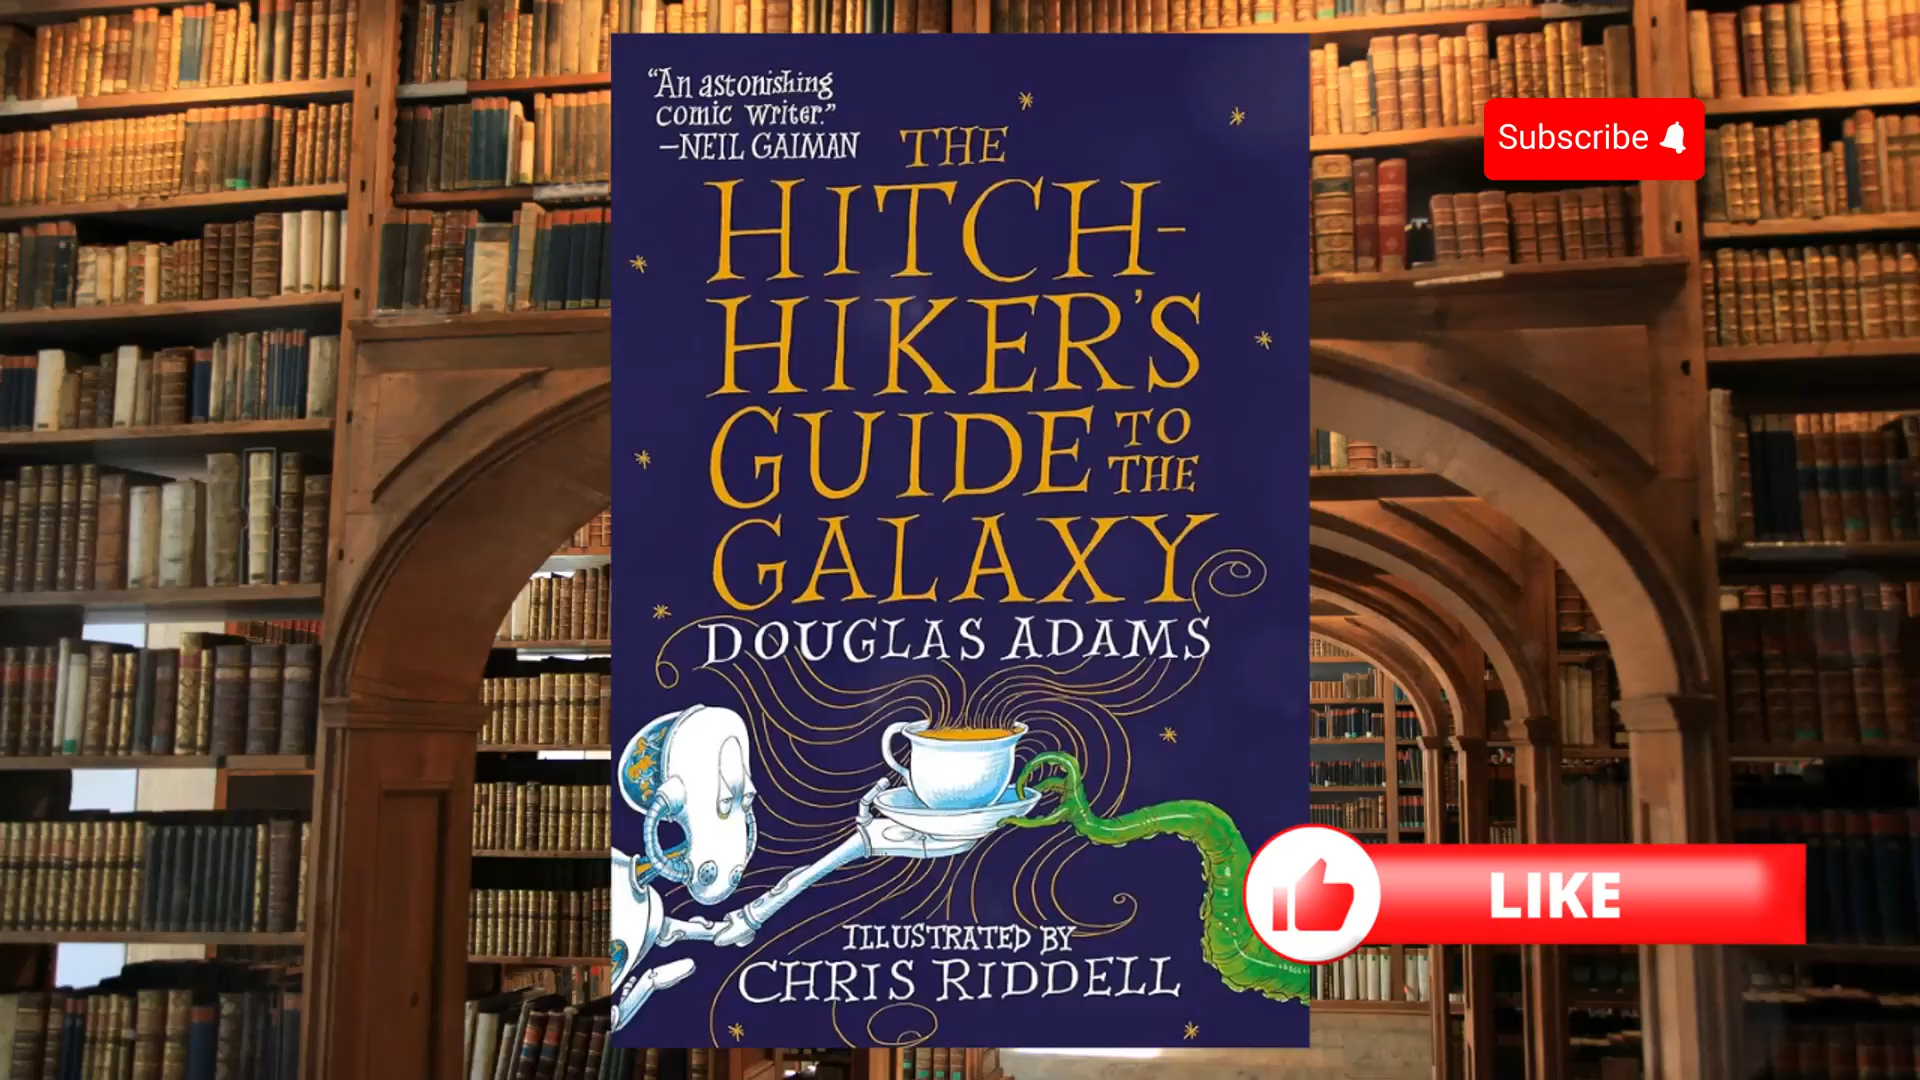 “An astonishing
comic writer.”
–NEIL GAIMAN
THE
HITCH-
HIKER’S
GUIDE TO
THE
GALAXY
DOUGLAS ADAMS
ILLUSTRATED BY
CHRIS RIDDELL
Subscribe
LIKE